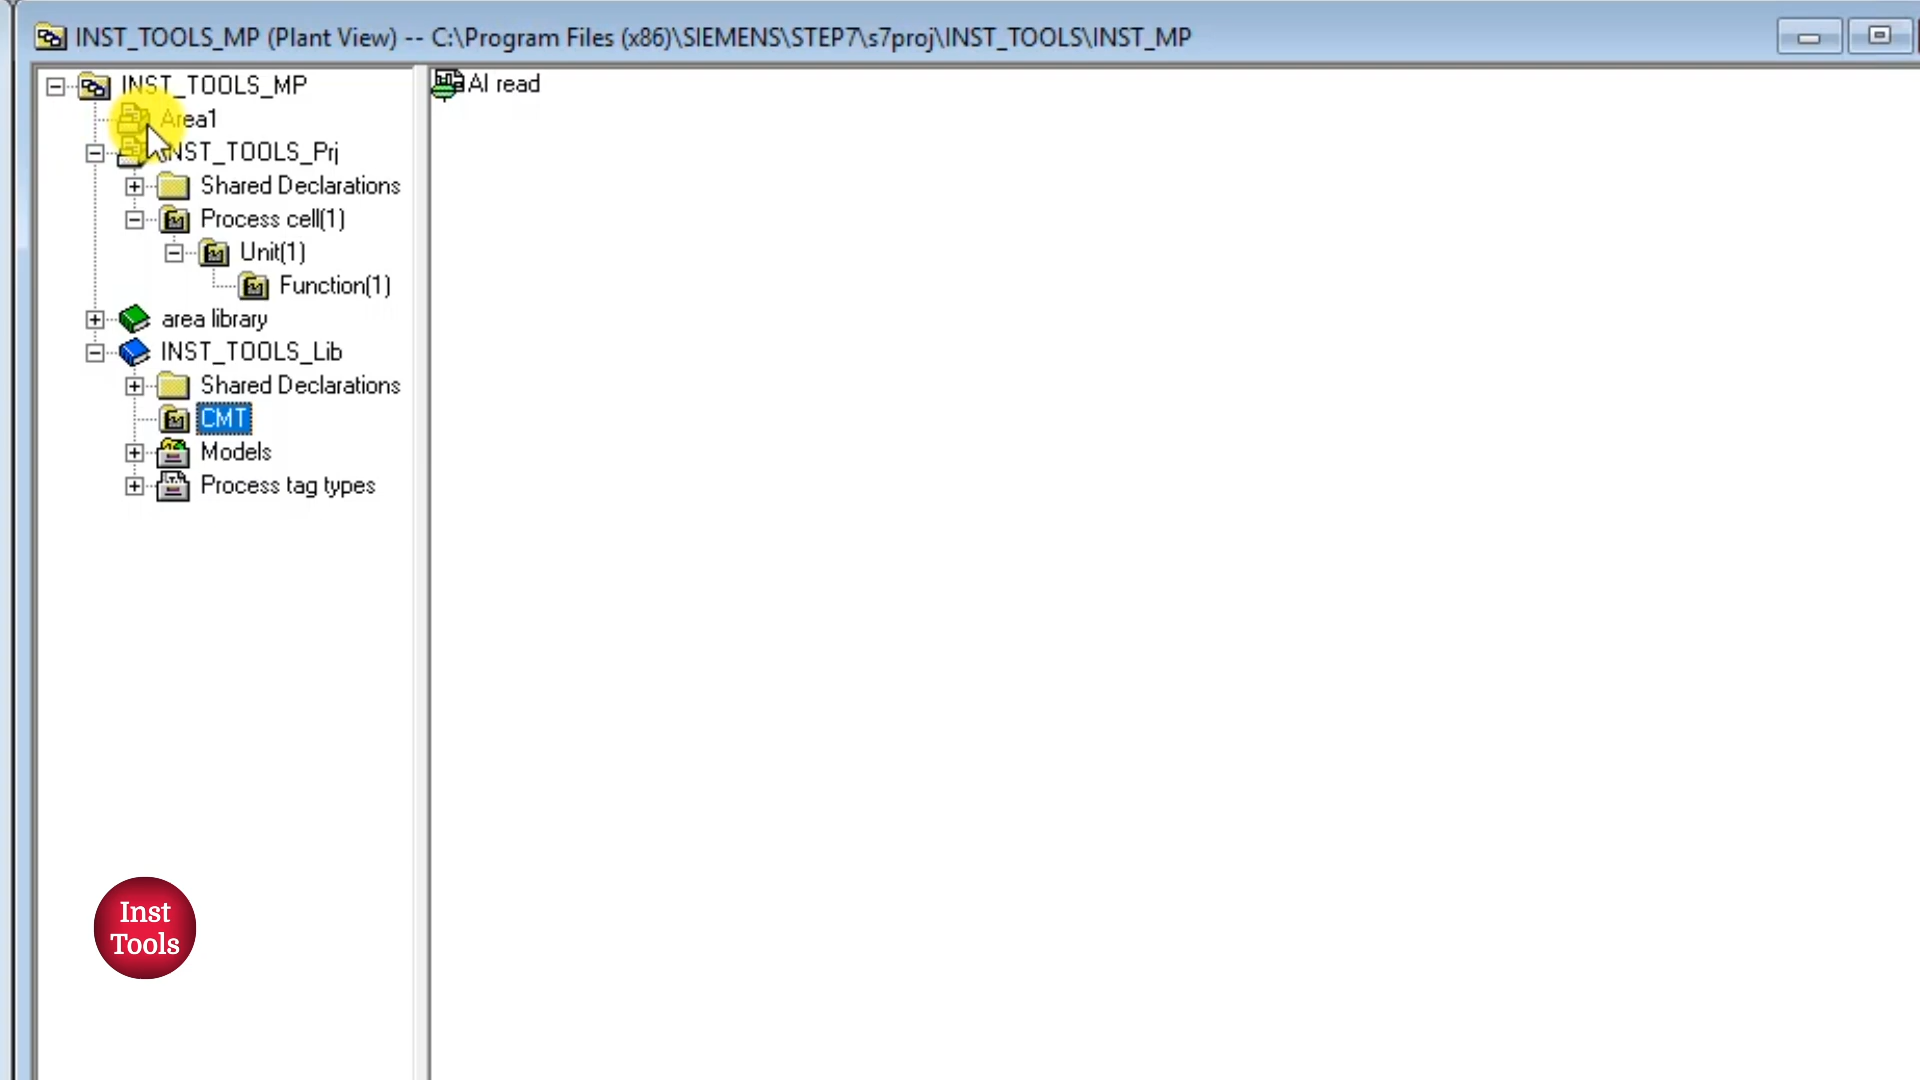 INST_TOOLS_MP (Plant View) -- C:\Program Files (x86)\SIEMENS\STEP7\s7proj\INST_TOOLS\INST_MP
INST_TOOLS_MP
Area1
INST_TOOLS_Prj
Shared Declarations
Process cell(1)
Unit(1)
Function(1)
area library
INST_TOOLS_Lib
Shared Declarations
CMT
Models
Process tag types
AI read
Inst
Tools